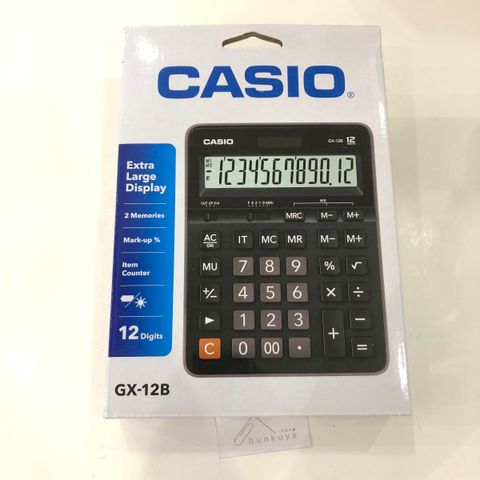 CASIO®
Extra
Large
Display
2 Memories
Mark-up %
Item
Counter
12 Digits
GX-12B
CASIO
GX-12B 12
1234567890.12
MRC M- M+
AC
ON
IT MC MR M- M+
MU 7 8 9 % √
+/− 4 5 6 × ÷
▶ 1 2 3 +
C 0 00 • − =
bunkuya